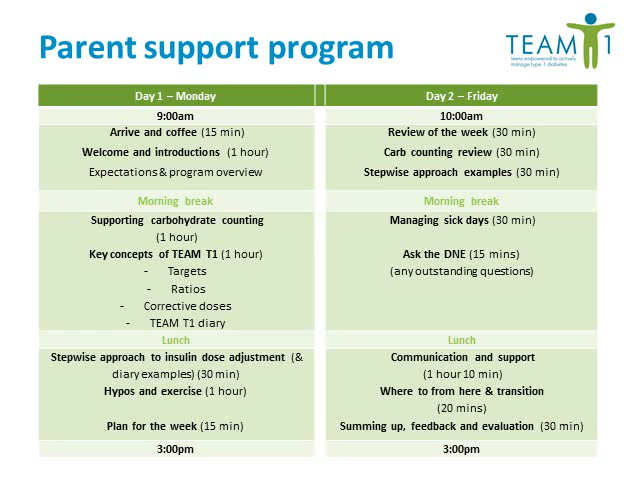 Parent support program
TEAM 1
teens empowered to actively
manage type 1 diabetes
Day 1 – Monday
9:00am
Arrive and coffee (15 min)
Welcome and introductions (1 hour)
Expectations & program overview
Morning break
Supporting carbohydrate counting
(1 hour)
Key concepts of TEAM T1 (1 hour)
- Targets
- Ratios
- Corrective doses
- TEAM T1 diary
Lunch
Stepwise approach to insulin dose adjustment (&
diary examples) (30 min)
Hypos and exercise (1 hour)
Plan for the week (15 min)
3:00pm
Day 2 – Friday
10:00am
Review of the week (30 min)
Carb counting review (30 min)
Stepwise approach examples (30 min)
Morning break
Managing sick days (30 min)
Ask the DNE (15 mins)
(any outstanding questions)
Lunch
Communication and support
(1 hour 10 min)
Where to from here & transition
(20 mins)
Summing up, feedback and evaluation (30 min)
3:00pm